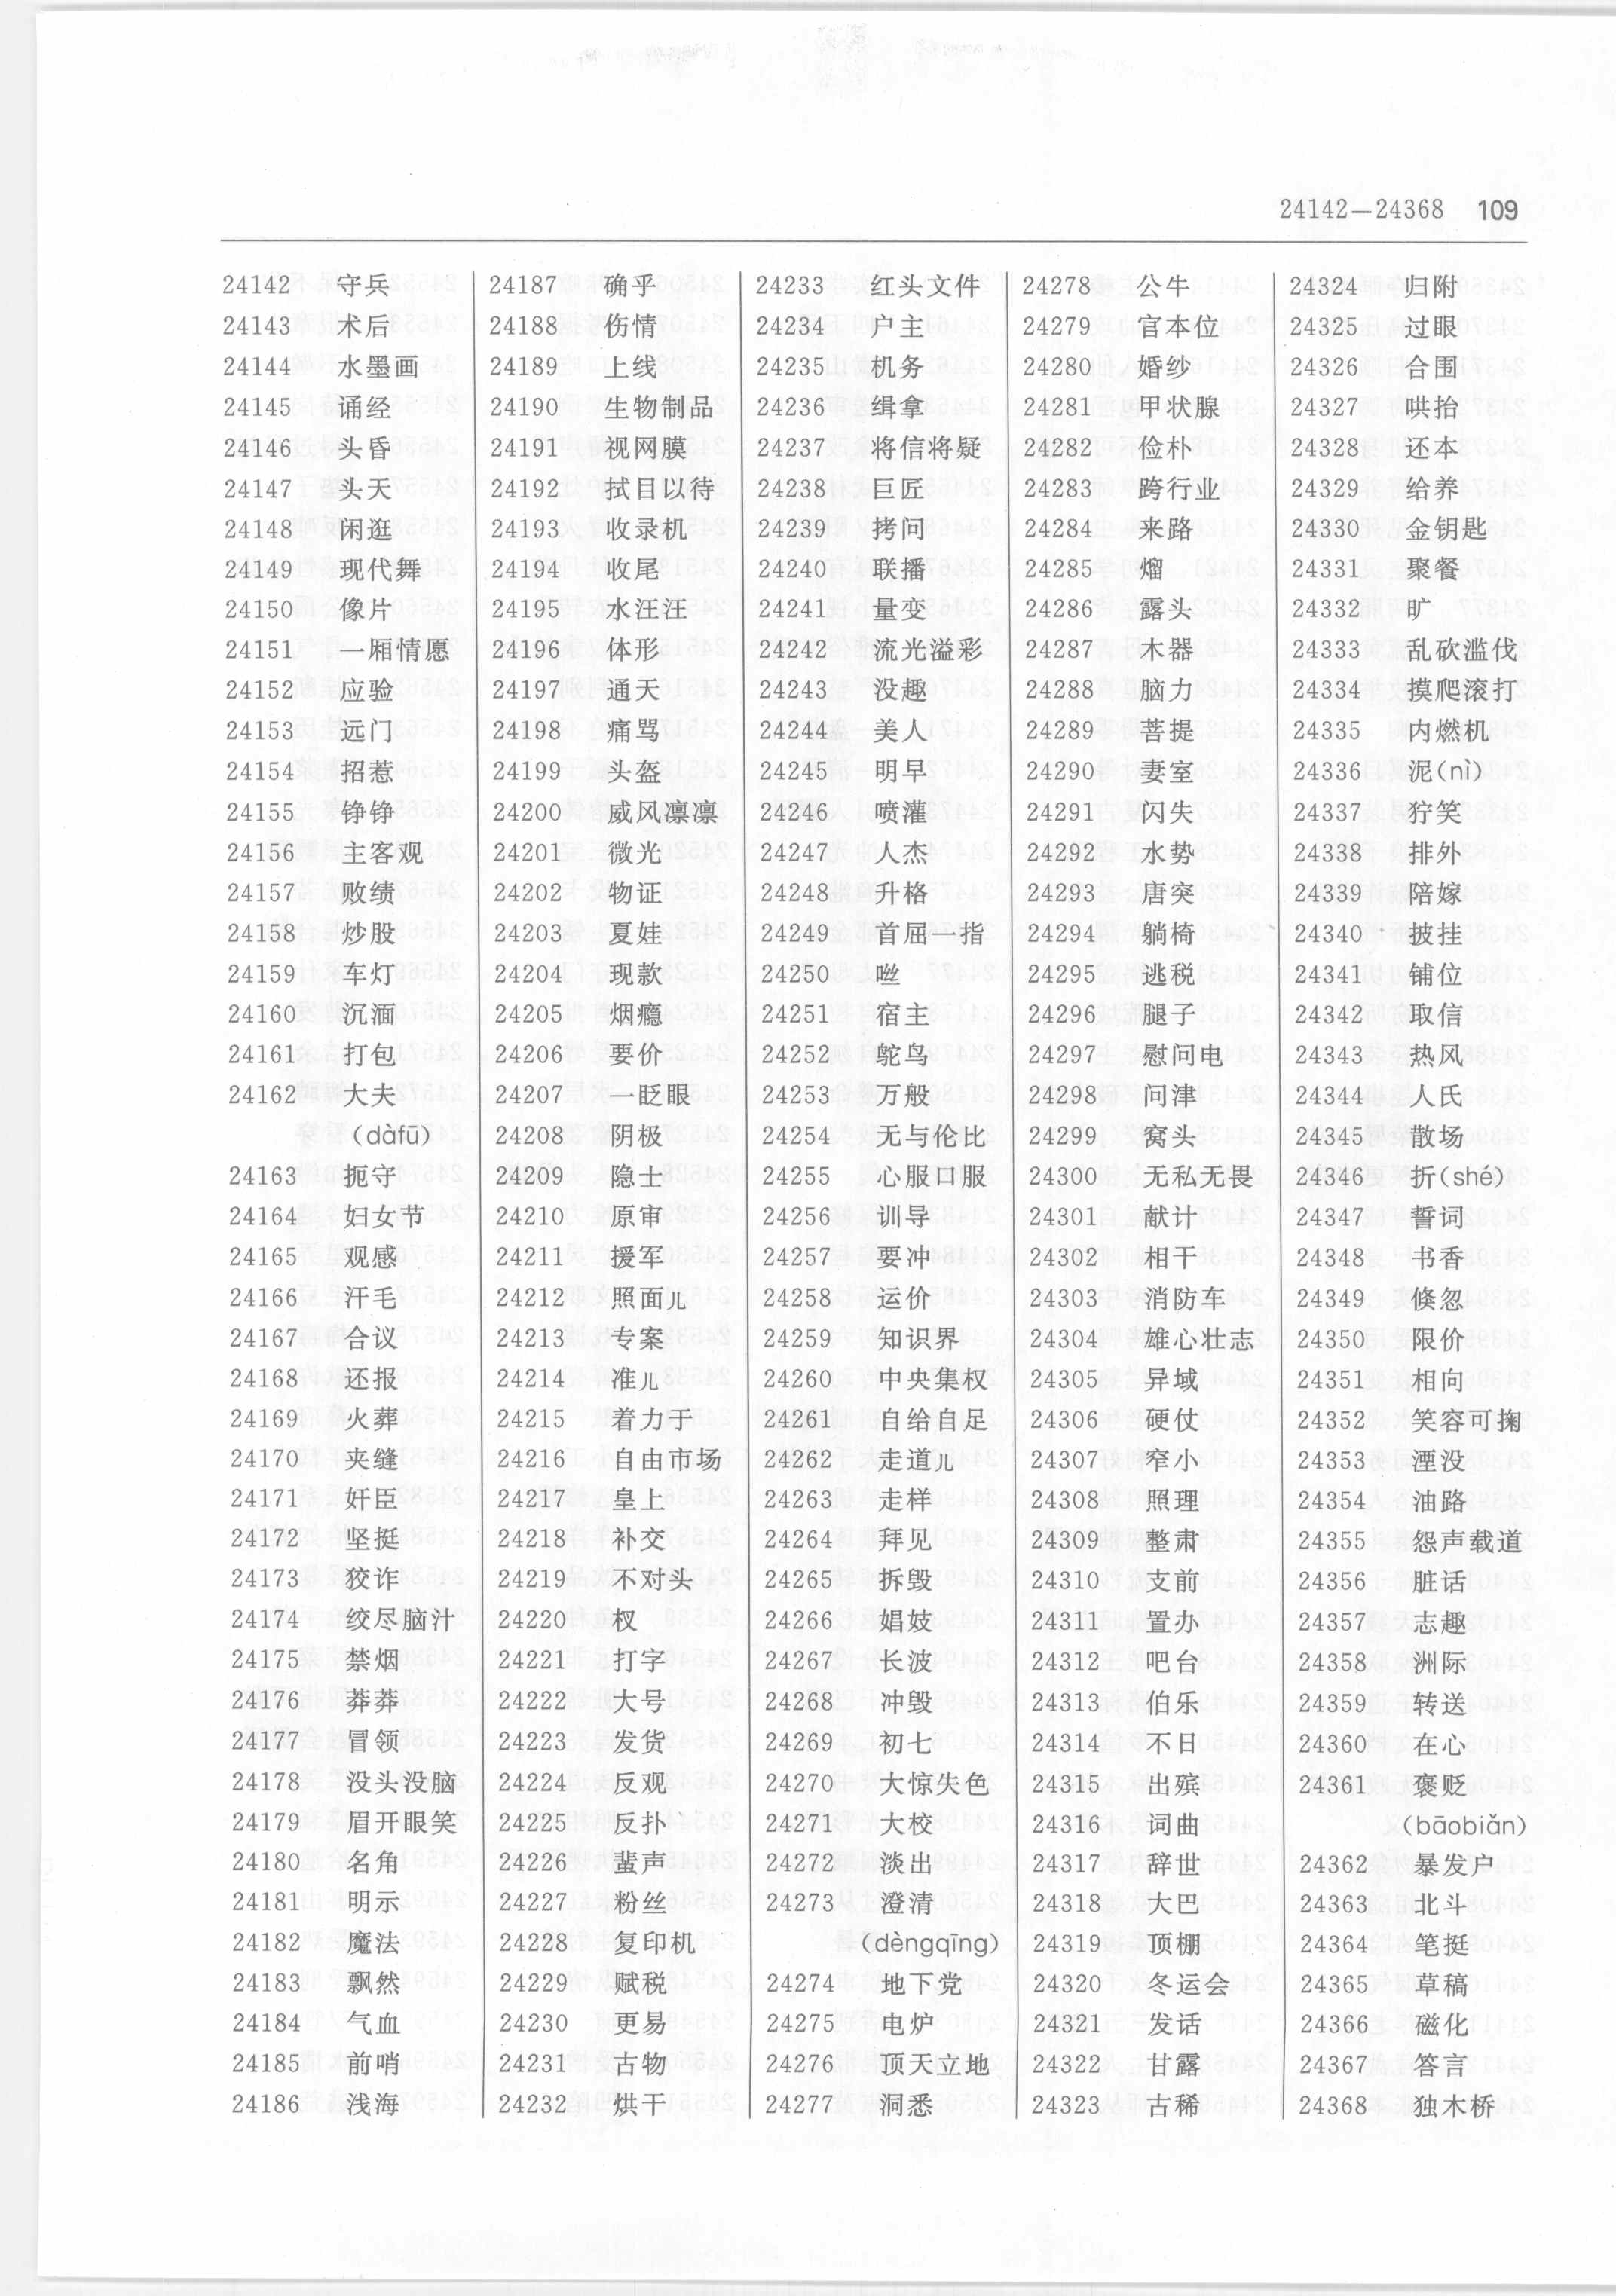 24142—24368 109
24142 守兵
24143 术后
24144 水墨画
24145 诵经
24146 头昏
24147 头天
24148 闲逛
24149 现代舞
24150 像片
24151 一厢情愿
24152 应验
24153 远门
24154 招惹
24155 铮铮
24156 主客观
24157 败绩
24158 炒股
24159 车灯
24160 沉湎
24161 打包
24162 大夫
(dàfū)
24163 扼守
24164 妇女节
24165 观感
24166 汗毛
24167 合议
24168 还报
24169 火葬
24170 夹缝
24171 奸臣
24172 坚挺
24173 狡诈
24174 绞尽脑汁
24175 禁烟
24176 莽莽
24177 冒领
24178 没头没脑
24179 眉开眼笑
24180 名角
24181 明示
24182 魔法
24183 飘然
24184 气血
24185 前哨
24186 浅海
24187 确乎
24188 伤情
24189 上线
24190 生物制品
24191 视网膜
24192 拭目以待
24193 收录机
24194 收尾
24195 水汪汪
24196 体形
24197 通天
24198 痛骂
24199 头盔
24200 威风凛凛
24201 微光
24202 物证
24203 夏娃
24204 现款
24205 烟瘾
24206 要价
24207 一眨眼
24208 阴极
24209 隐士
24210 原审
24211 援军
24212 照面儿
24213 专案
24214 准儿
24215 着力于
24216 自由市场
24217 皇上
24218 补交
24219 不对头
24220 杈
24221 打字
24222 大号
24223 发货
24224 反观
24225 反扑
24226 蜚声
24227 粉丝
24228 复印机
24229 赋税
24230 更易
24231 古物
24232 烘干
24233 红头文件
24234 户主
24235 机务
24236 缉拿
24237 将信将疑
24238 巨匠
24239 拷问
24240 联播
24241 量变
24242 流光溢彩
24243 没趣
24244 美人
24245 明早
24246 喷灌
24247 人杰
24248 升格
24249 首屈一指
24250 咝
24251 宿主
24252 鸵鸟
24253 万般
24254 无与伦比
24255 心服口服
24256 训导
24257 要冲
24258 运价
24259 知识界
24260 中央集权
24261 自给自足
24262 走道儿
24263 走样
24264 拜见
24265 拆毁
24266 娼妓
24267 长波
24268 冲毁
24269 初七
24270 大惊失色
24271 大校
24272 淡出
24273 澄清
(dèngqīng)
24274 地下党
24275 电炉
24276 顶天立地
24277 洞悉
24278 公牛
24279 官本位
24280 婚纱
24281 甲状腺
24282 俭朴
24283 跨行业
24284 来路
24285 熘
24286 露头
24287 木器
24288 脑力
24289 菩提
24290 妻室
24291 闪失
24292 水势
24293 唐突
24294 躺椅
24295 逃税
24296 腿子
24297 慰问电
24298 问津
24299 窝头
24300 无私无畏
24301 献计
24302 相干
24303 消防车
24304 雄心壮志
24305 异域
24306 硬仗
24307 窄小
24308 照理
24309 整肃
24310 支前
24311 置办
24312 吧台
24313 伯乐
24314 不日
24315 出殡
24316 词曲
24317 辞世
24318 大巴
24319 顶棚
24320 冬运会
24321 发话
24322 甘露
24323 古稀
24324 归附
24325 过眼
24326 合围
24327 哄抬
24328 还本
24329 给养
24330 金钥匙
24331 聚餐
24332 旷
24333 乱砍滥伐
24334 摸爬滚打
24335 内燃机
24336 泥(nì)
24337 狞笑
24338 排外
24339 陪嫁
24340 披挂
24341 铺位
24342 取信
24343 热风
24344 人氏
24345 散场
24346 折(shé)
24347 誓词
24348 书香
24349 倏忽
24350 限价
24351 相向
24352 笑容可掬
24353 湮没
24354 油路
24355 怨声载道
24356 脏话
24357 志趣
24358 洲际
24359 转送
24360 在心
24361 褒贬
(bāobiǎn)
24362 暴发户
24363 北斗
24364 笔挺
24365 草稿
24366 磁化
24367 答言
24368 独木桥